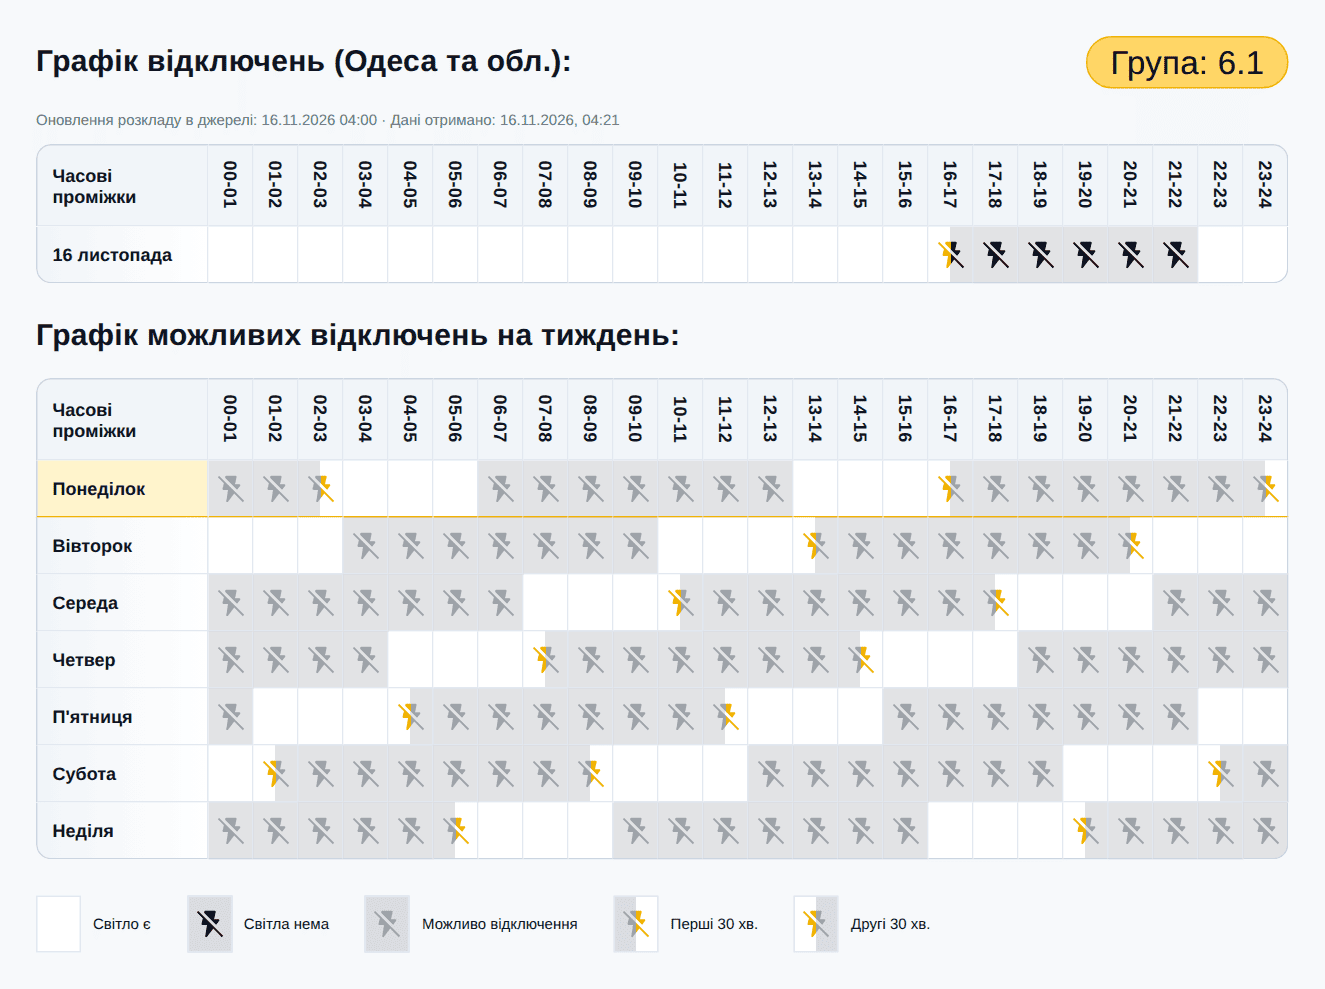 Графік відключень (Одеса та обл.):
Група: 6.1
Оновлення розкладу в джерелі: 16.11.2026 04:00 · Дані отримано: 16.11.2026, 04:21
Часові
проміжки
00-01 01-02 02-03 03-04 04-05 05-06 06-07 07-08 08-09 09-10 10-11 11-12 12-13 13-14 14-15 15-16 16-17 17-18 18-19 19-20 20-21 21-22 22-23 23-24
16 листопада
Графік можливих відключень на тиждень:
Часові
проміжки
00-01 01-02 02-03 03-04 04-05 05-06 06-07 07-08 08-09 09-10 10-11 11-12 12-13 13-14 14-15 15-16 16-17 17-18 18-19 19-20 20-21 21-22 22-23 23-24
Понеділок
Вівторок
Середа
Четвер
П'ятниця
Субота
Неділя
Світло є
Світла нема
Можливо відключення
Перші 30 хв.
Другі 30 хв.